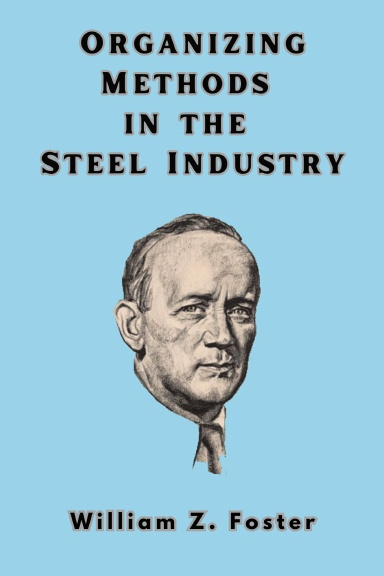 Organizing
Methods
in the
Steel Industry
William Z. Foster